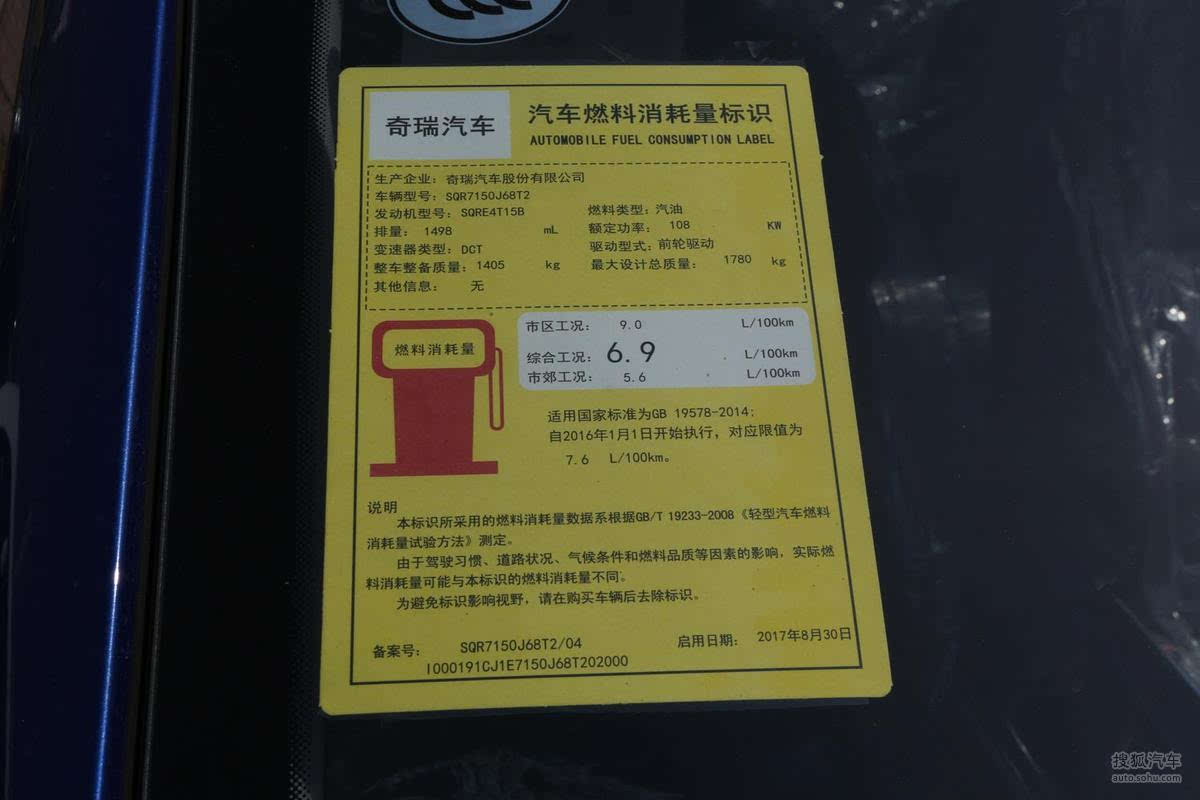 奇瑞汽车
汽车燃料消耗量标识
AUTOMOBILE FUEL CONSUMPTION LABEL
生产企业: 奇瑞汽车股份有限公司
车辆型号: SQR7150J68T2
发动机型号: SQRE4T15B 燃料类型: 汽油
排量: 1498 mL 额定功率: 108 KW
变速器类型: DCT 驱动型式: 前轮驱动
整车整备质量: 1405 kg 最大设计总质量: 1780 kg
其他信息: 无
燃料消耗量
市区工况: 9.0 L/100km
综合工况: 6.9 L/100km
市郊工况: 5.6 L/100km
适用国家标准为GB 19578-2014;
自2016年1月1日开始执行，对应限值为
7.6 L/100km。
说明
本标识所采用的燃料消耗量数据系根据GB/T 19233-2008《轻型汽车燃料
消耗量试验方法》测定。
由于驾驶习惯、道路状况、气候条件和燃料品质等因素的影响，实际燃
料消耗量可能与本标识的燃料消耗量不同。
为避免标识影响视野，请在购买车辆后去除标识。
备案号: SQR7150J68T2/04 启用日期: 2017年8月30日
I000191CJ1E7150J68T202000
搜狐汽车
auto.sohu.com